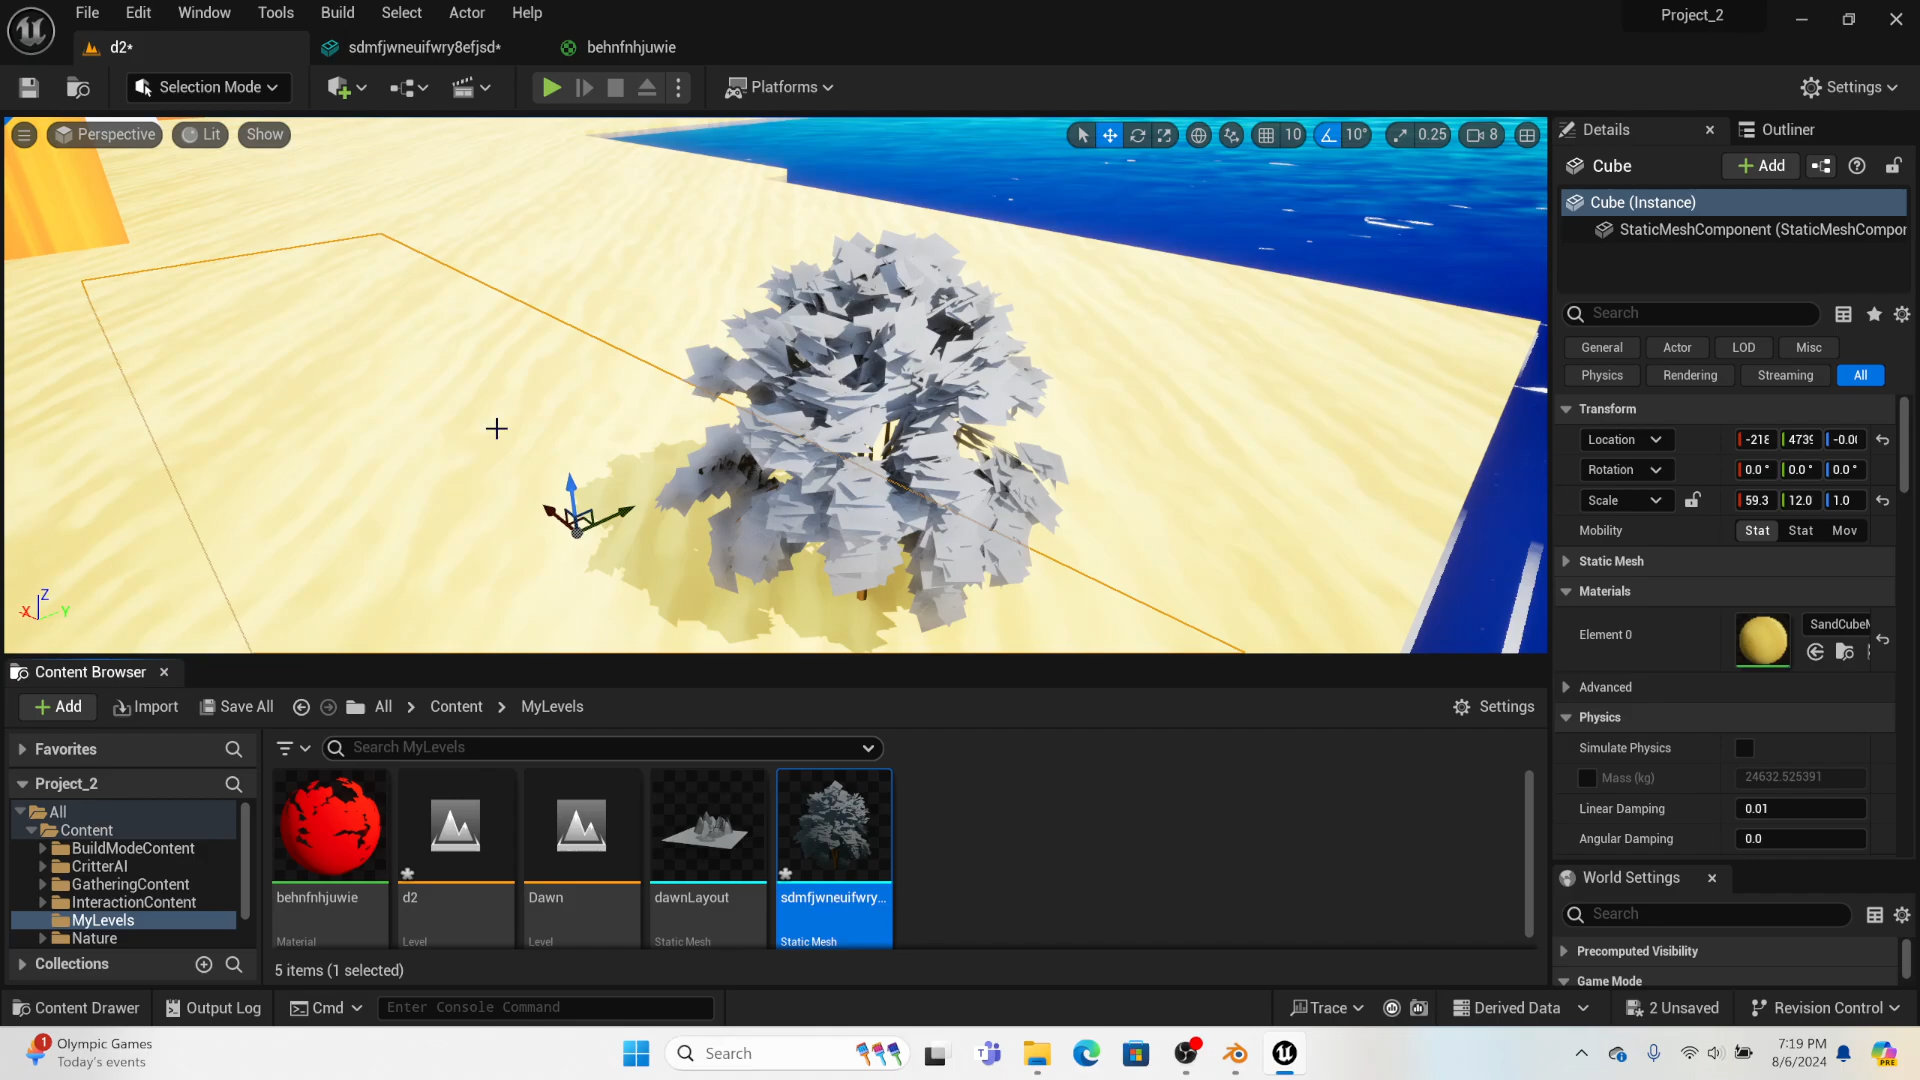 File Edit Window Tools Build Select Actor Help
Project_2
d2*
sdmfjwneuifwry8efjsd*
behnfnhjuwie
Selection Mode
Platforms
Settings
Perspective
Lit
Show
10
10°
0.25
8
Z
X
Y
Details
Outliner
Cube
Add
Cube (Instance)
StaticMeshComponent (StaticMeshCompor
Search
General
Actor
LOD
Misc
Physics
Rendering
Streaming
All
Transform
Location
-218
4739
-0.00
Rotation
0.0 °
0.0 °
0.0 °
Scale
59.3
12.0
1.0
Mobility
Stat
Stat
Mov
Static Mesh
Materials
Element 0
SandCubeM
Advanced
Physics
Simulate Physics
Mass (kg)
24632.525391
Linear Damping
0.01
Angular Damping
0.0
World Settings
Search
Precomputed Visibility
Game Mode
Content Browser
Add
Import
Save All
All > Content > MyLevels
Settings
Favorites
Search MyLevels
Project_2
All
Content
BuildModeContent
CritterAI
GatheringContent
InteractionContent
MyLevels
Nature
Collections
behnfnhjuwie
Material
d2
Level
Dawn
Level
dawnLayout
Static Mesh
sdmfjwneuifwry...
Static Mesh
5 items (1 selected)
Content Drawer
Output Log
Cmd
Enter Console Command
Trace
Derived Data
2 Unsaved
Revision Control
1
Olympic Games
Today's events
Search
7:19 PM
8/6/2024
PRE